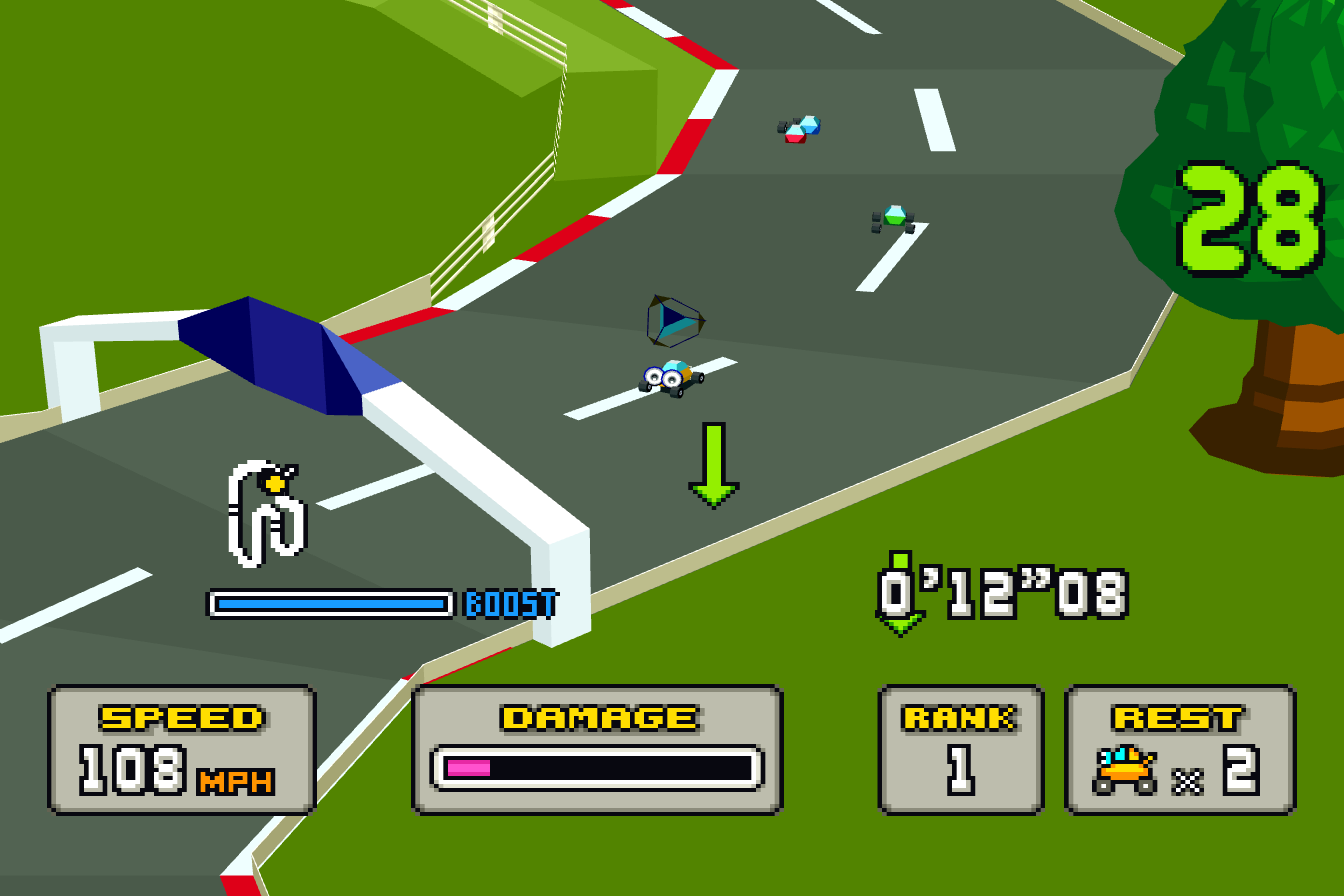 28
BOOST
0'12"08
SPEED
108 MPH
DAMAGE
RANK
1
REST
x 2